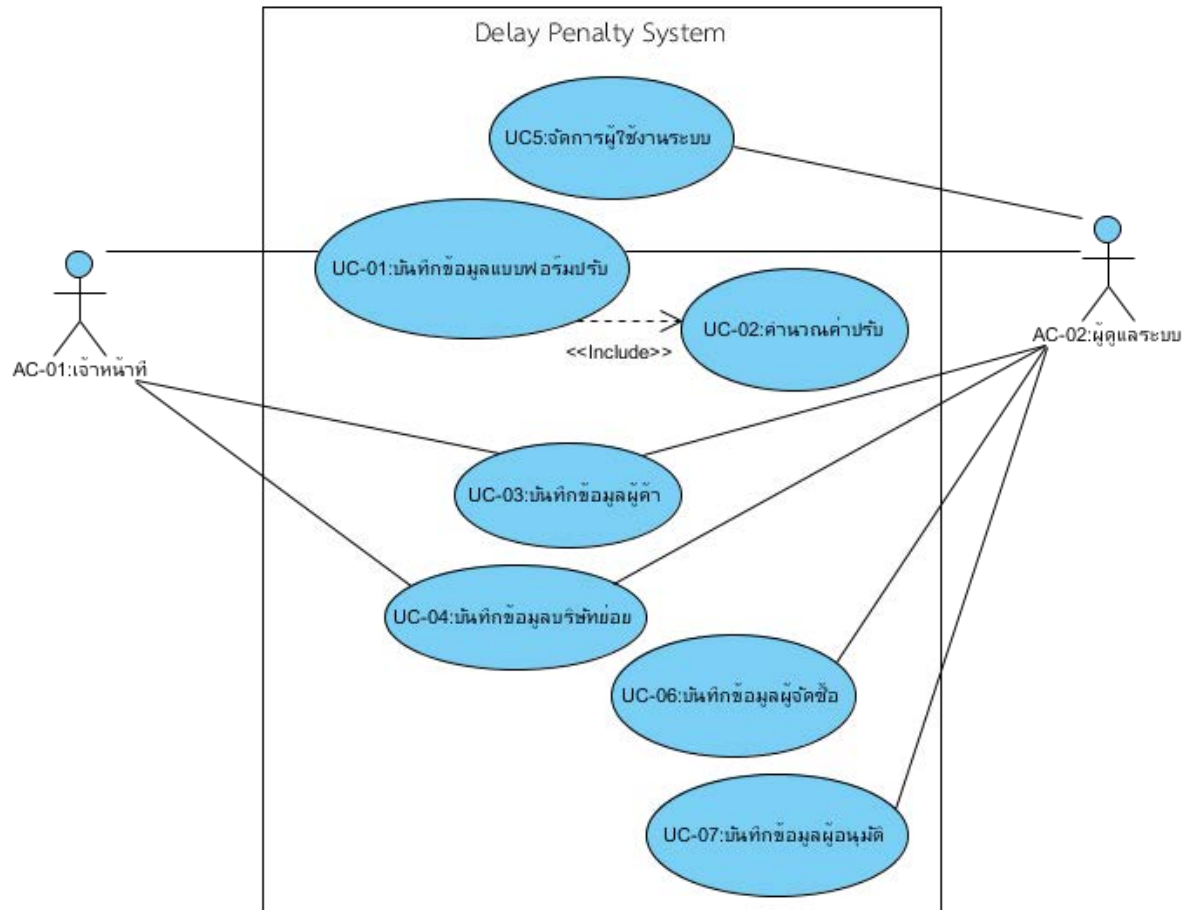 Delay Penalty System
UC5:จัดการผู้ใช้งานระบบ
UC-01:บันทึกข้อมูลแบบฟอร์มปรับ
UC-02:คำนวณค่าปรับ
<<Include>>
AC-01:เจ้าหน้าที่
AC-02:ผู้ดูแลระบบ
UC-03:บันทึกข้อมูลผู้ค้า
UC-04:บันทึกข้อมูลบริษัทย่อย
UC-06:บันทึกข้อมูลผู้จัดซื้อ
UC-07:บันทึกข้อมูลผู้อนุมัติ